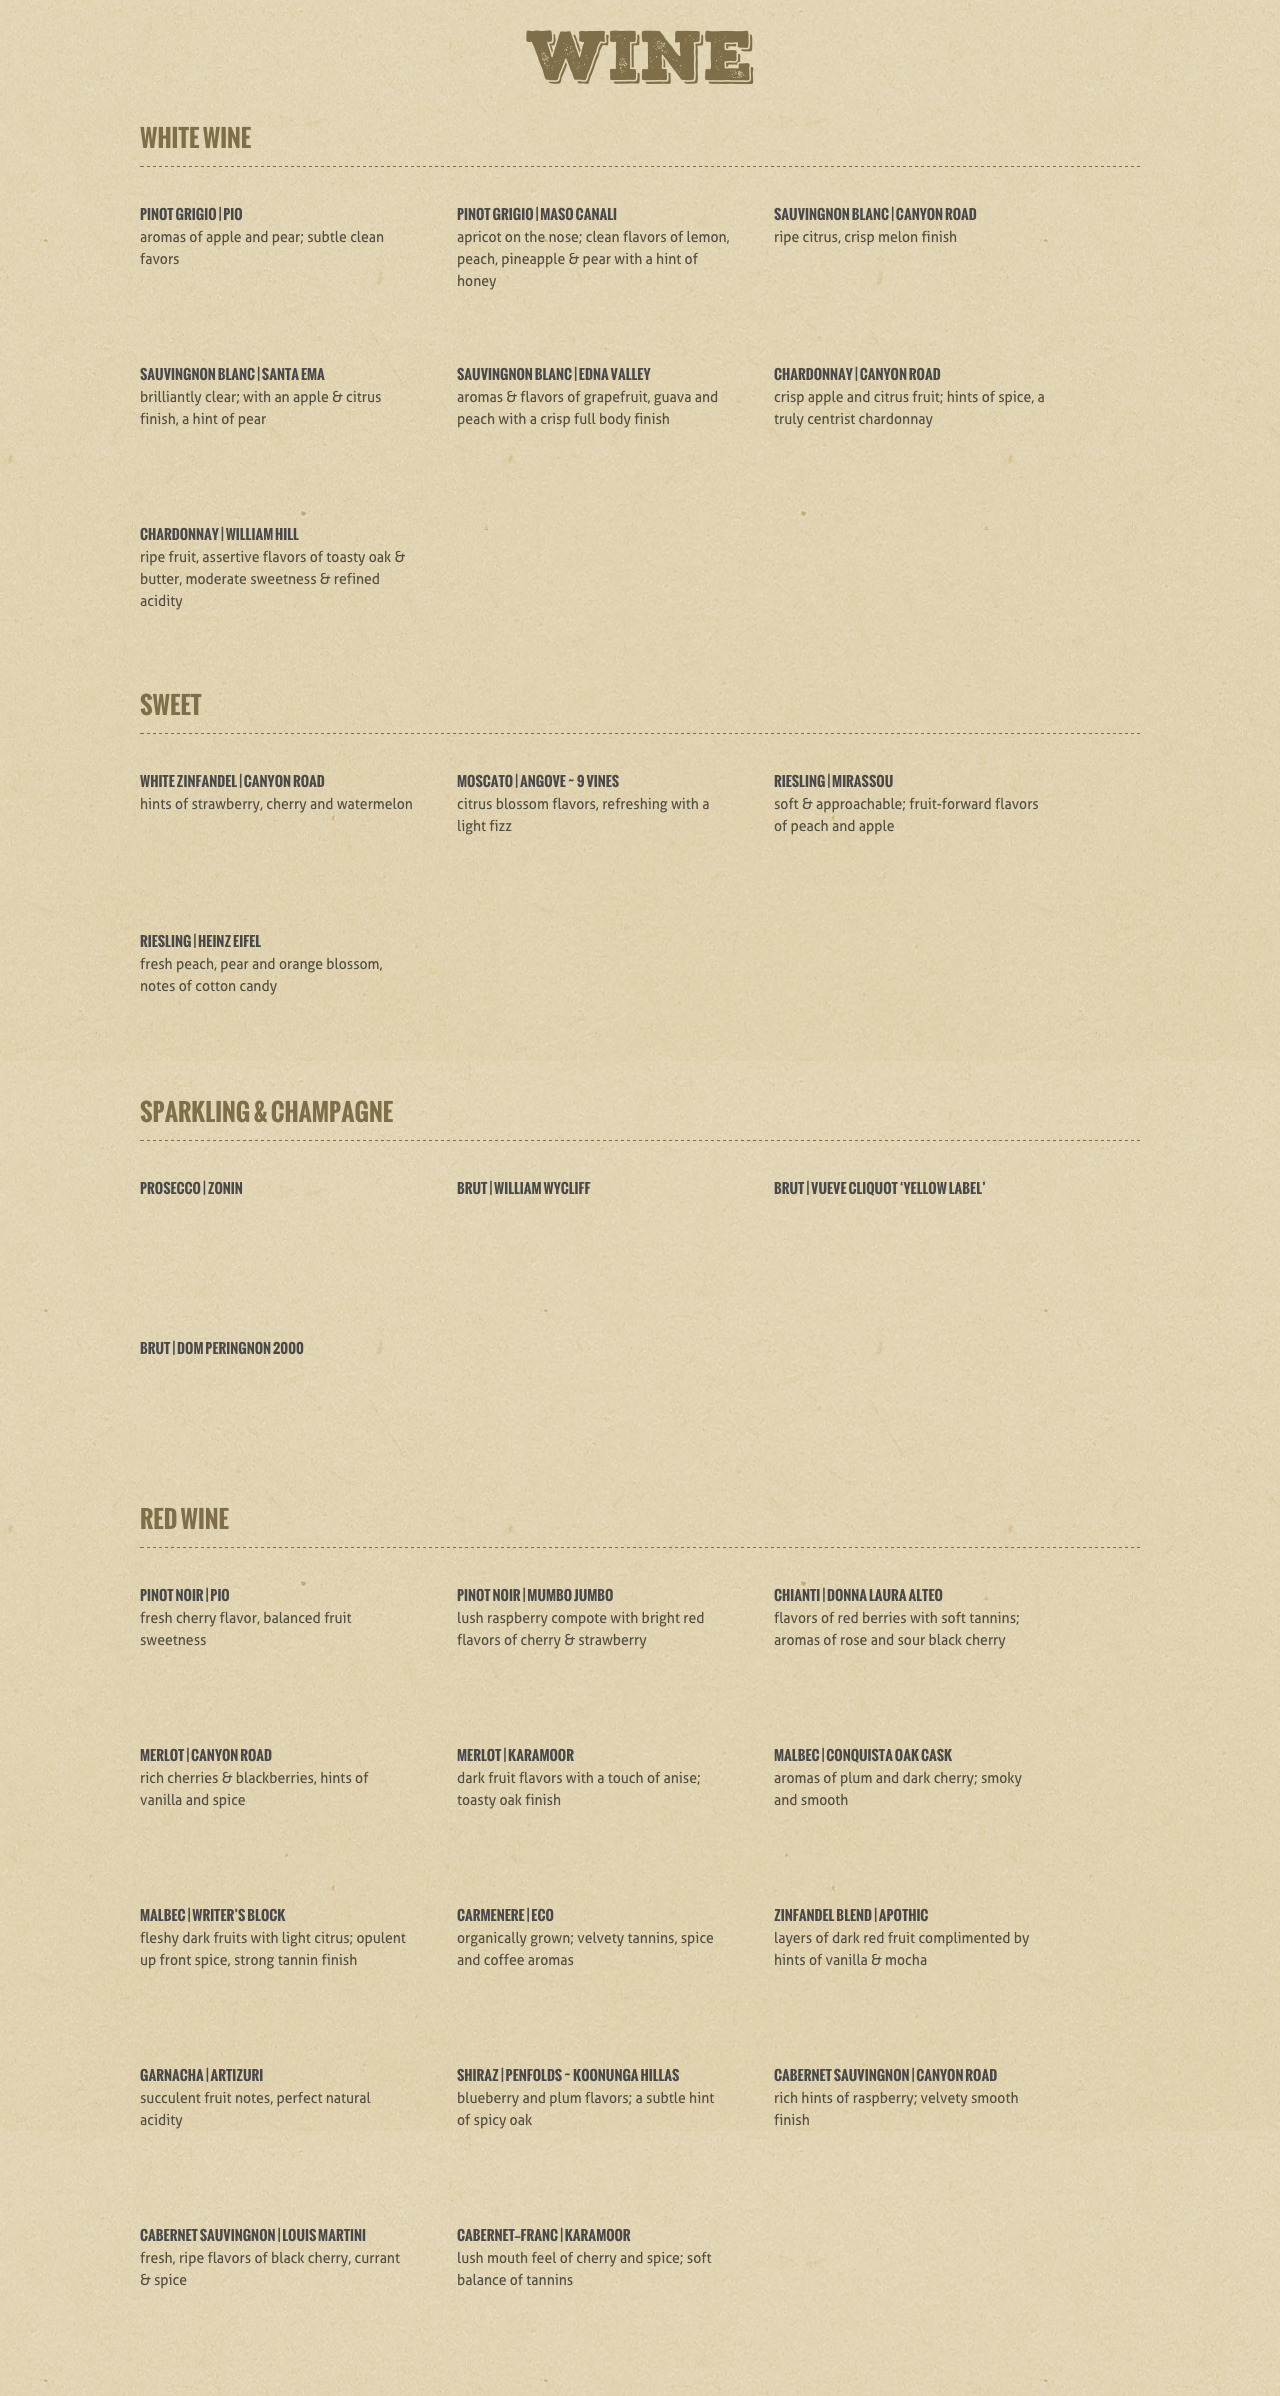 WINE
WHITE WINE
PINOT GRIGIO | PIO
aromas of apple and pear; subtle clean
favors
PINOT GRIGIO | MASO CANALI
apricot on the nose; clean flavors of lemon,
peach, pineapple & pear with a hint of
honey
SAUVINGNON BLANC | CANYON ROAD
ripe citrus, crisp melon finish
SAUVINGNON BLANC | SANTA EMA
brilliantly clear; with an apple & citrus
finish, a hint of pear
SAUVINGNON BLANC | EDNA VALLEY
aromas & flavors of grapefruit, guava and
peach with a crisp full body finish
CHARDONNAY | CANYON ROAD
crisp apple and citrus fruit; hints of spice, a
truly centrist chardonnay
CHARDONNAY | WILLIAM HILL
ripe fruit, assertive flavors of toasty oak &
butter, moderate sweetness & refined
acidity
SWEET
WHITE ZINFANDEL | CANYON ROAD
hints of strawberry, cherry and watermelon
MOSCATO | ANGOVE ~ 9 VINES
citrus blossom flavors, refreshing with a
light fizz
RIESLING | MIRASSOU
soft & approachable; fruit-forward flavors
of peach and apple
RIESLING | HEINZ EIFEL
fresh peach, pear and orange blossom,
notes of cotton candy
SPARKLING & CHAMPAGNE
PROSECCO | ZONIN
BRUT | WILLIAM WYCLIFF
BRUT | VUEVE CLIQUOT ‘YELLOW LABEL’
BRUT | DOM PERINGNON 2000
RED WINE
PINOT NOIR | PIO
fresh cherry flavor, balanced fruit
sweetness
PINOT NOIR | MUMBO JUMBO
lush raspberry compote with bright red
flavors of cherry & strawberry
CHIANTI | DONNA LAURA ALTEO
flavors of red berries with soft tannins;
aromas of rose and sour black cherry
MERLOT | CANYON ROAD
rich cherries & blackberries, hints of
vanilla and spice
MERLOT | KARAMOOR
dark fruit flavors with a touch of anise;
toasty oak finish
MALBEC | CONQUISTA OAK CASK
aromas of plum and dark cherry; smoky
and smooth
MALBEC | WRITER’S BLOCK
fleshy dark fruits with light citrus; opulent
up front spice, strong tannin finish
CARMENERE | ECO
organically grown; velvety tannins, spice
and coffee aromas
ZINFANDEL BLEND | APOTHIC
layers of dark red fruit complimented by
hints of vanilla & mocha
GARNACHA | ARTIZURI
succulent fruit notes, perfect natural
acidity
SHIRAZ | PENFOLDS ~ KOONUNGA HILLAS
blueberry and plum flavors; a subtle hint
of spicy oak
CABERNET SAUVINGNON | CANYON ROAD
rich hints of raspberry; velvety smooth
finish
CABERNET SAUVINGNON | LOUIS MARTINI
fresh, ripe flavors of black cherry, currant
& spice
CABERNET–FRANC | KARAMOOR
lush mouth feel of cherry and spice; soft
balance of tannins